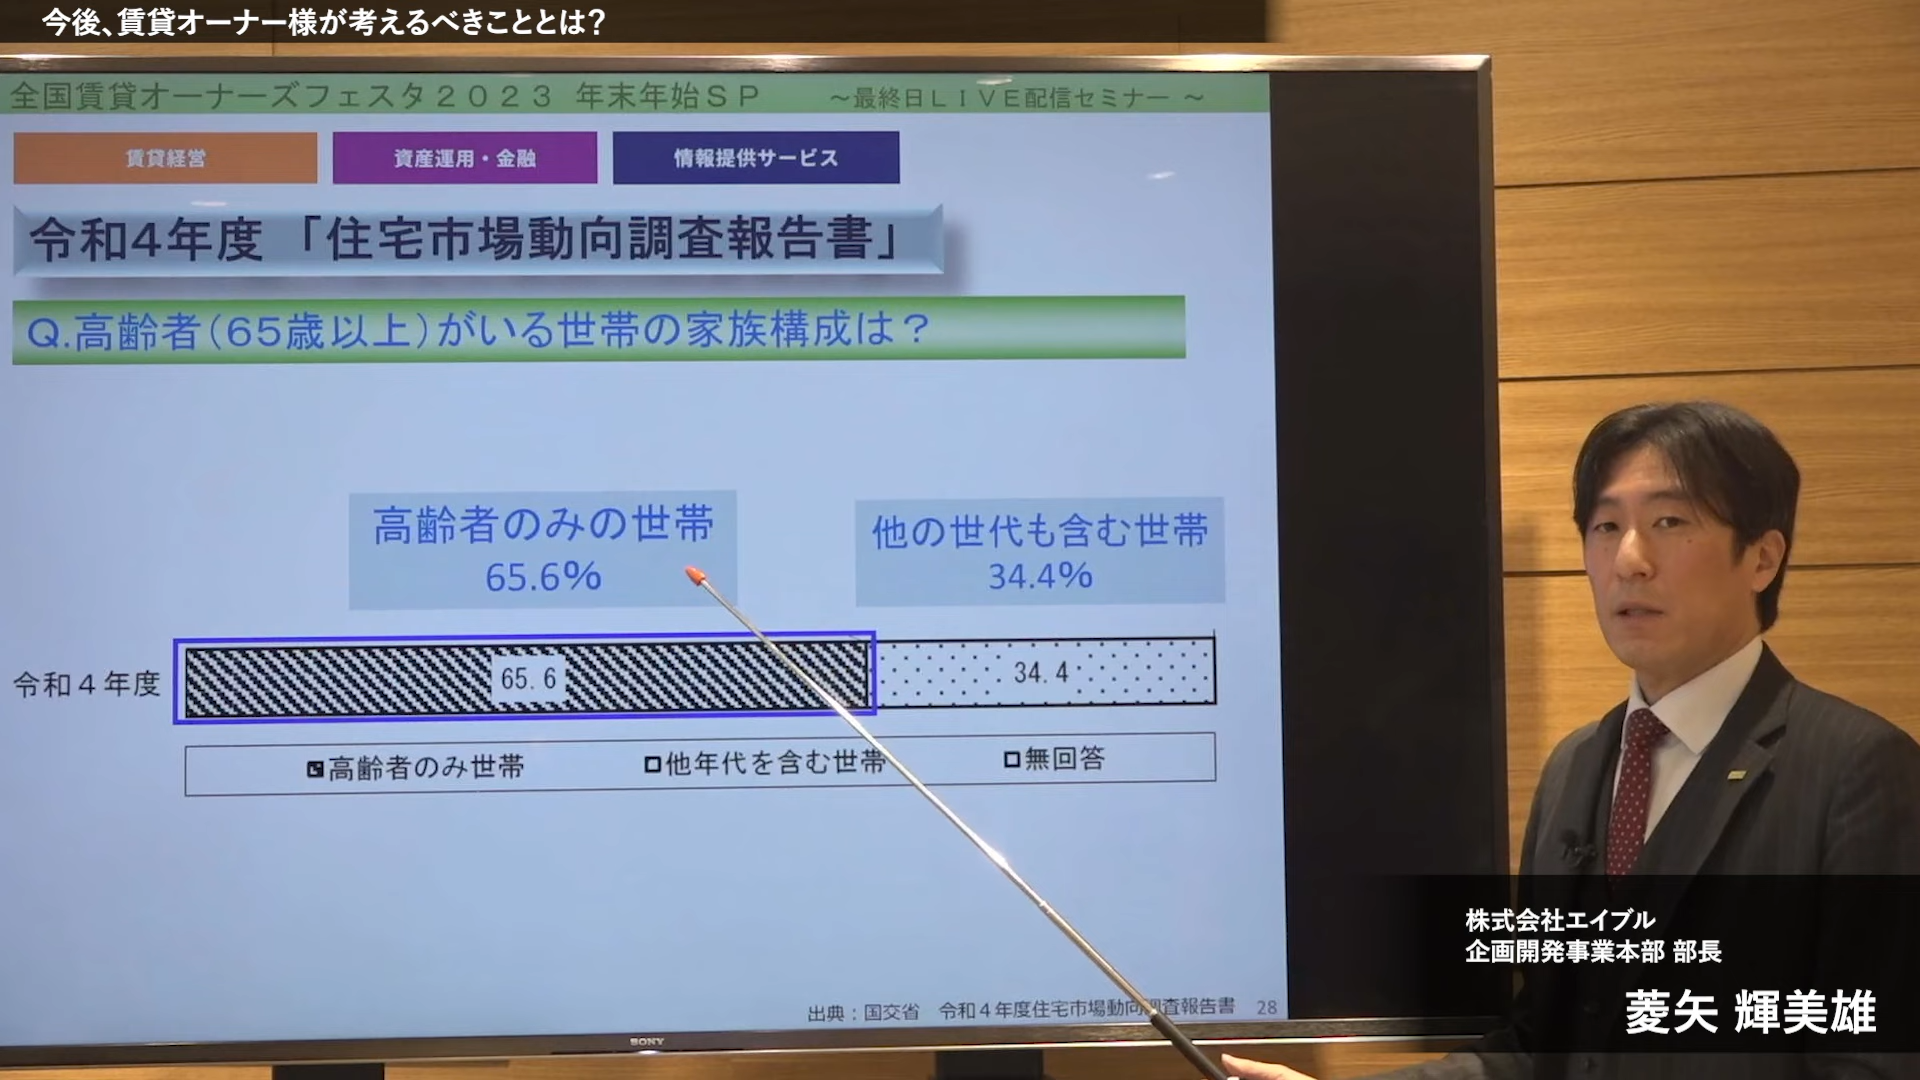 今後、賃貸オーナー様が考えるべきこととは？
全国賃貸オーナーズフェスタ２０２３ 年末年始ＳＰ ～最終日ＬＩＶＥ配信セミナー ～
賃貸経営
資産運用・金融
情報提供サービス
令和４年度 「住宅市場動向調査報告書」
Q.高齢者（65歳以上）がいる世帯の家族構成は？
高齢者のみの世帯
65.6%
他の世代も含む世帯
34.4%
令和４年度
65.6
34.4
高齢者のみ世帯
他年代を含む世帯
無回答
出典：国交省 令和４年度住宅市場動向調査報告書 28
SONY
株式会社エイブル
企画開発事業本部 部長
菱矢 輝美雄